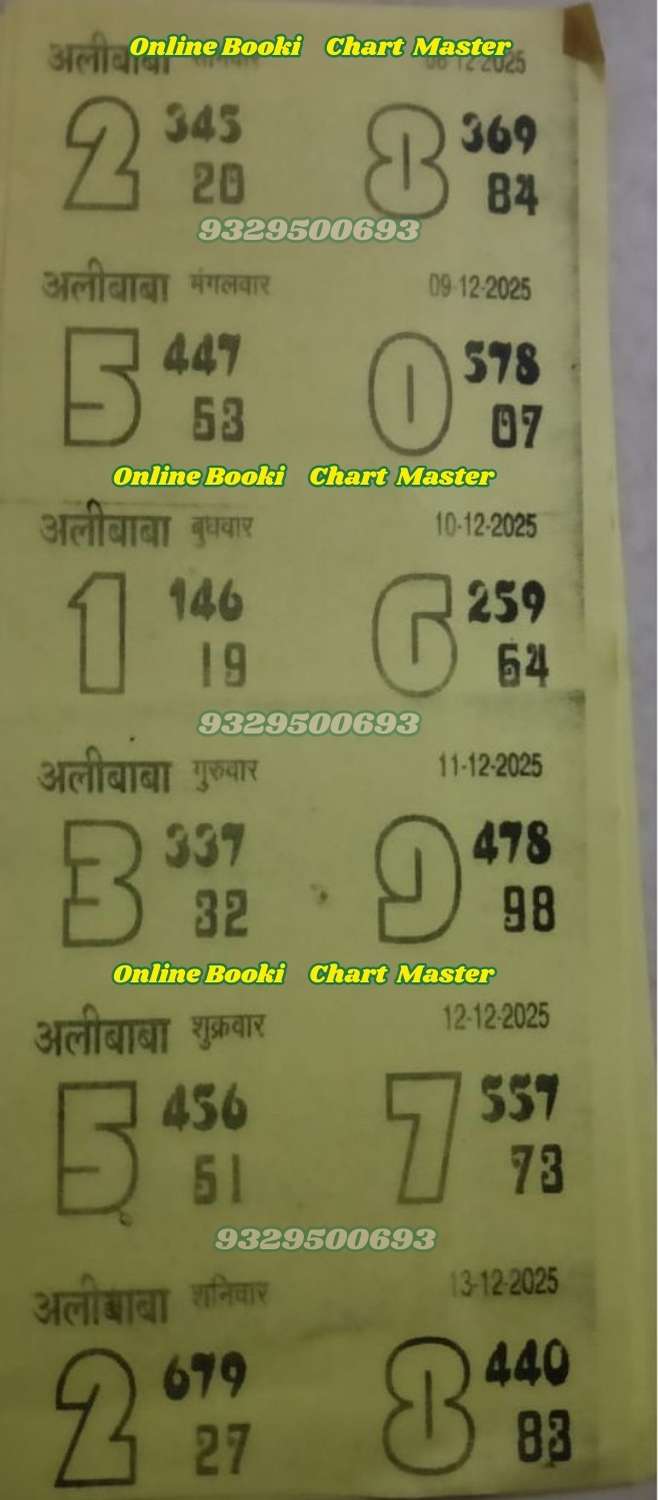 Online Booki Chart Master
अलीबाबा 12-2025
2 345 8 369
20 84
9329500693
अलीबाबा मंगलवार 09-12-2025
5 447 0 578
53 07
Online Booki Chart Master
अलीबाबा बुधवार 10-12-2025
1 146 6 259
19 64
9329500693
अलीबाबा गुरुवार 11-12-2025
3 337 9 478
32 98
Online Booki Chart Master
अलीबाबा शुक्रवार 12-12-2025
5 456 7 557
51 73
9329500693
अलीबाबा शनिवार 13-12-2025
2 679 8 440
27 83